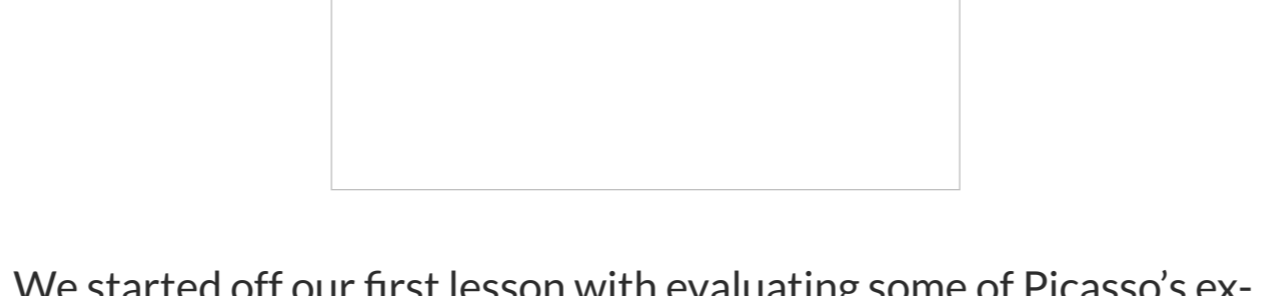 We started off our first lesson with evaluating some of Picasso’s ex-